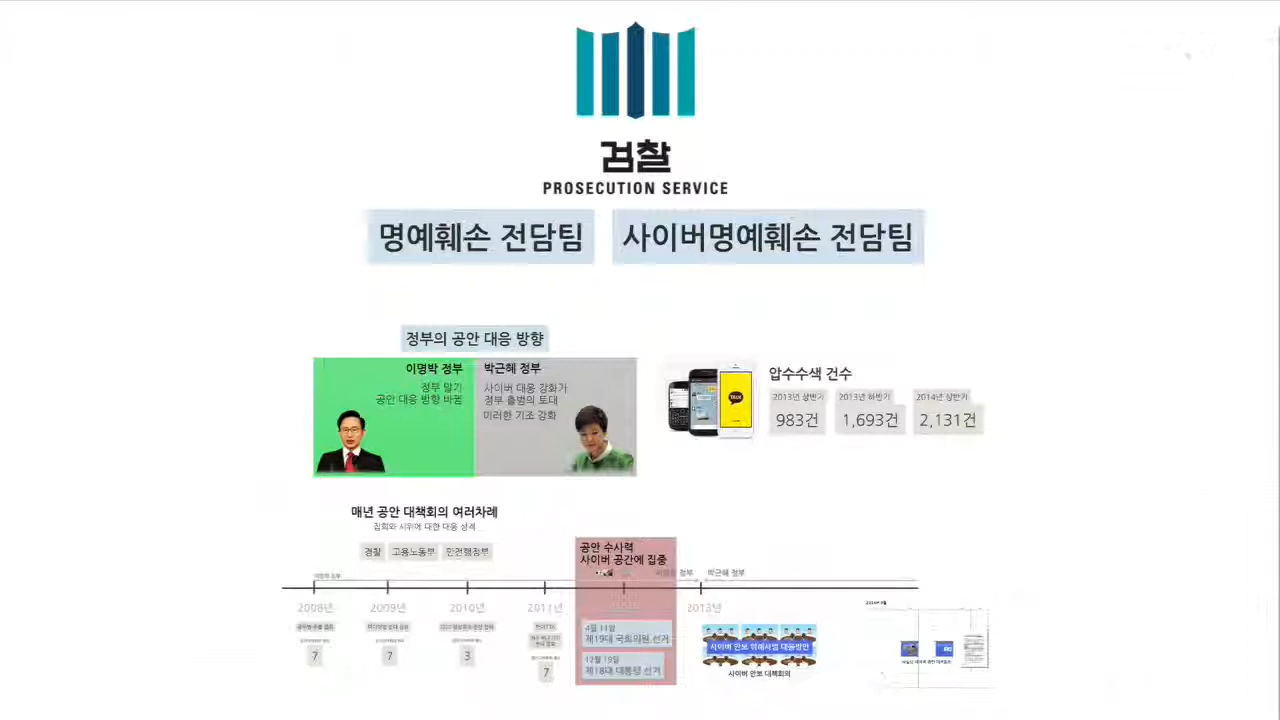 검찰
PROSECUTION SERVICE
명예훼손 전담팀
사이버명예훼손 전담팀
정부의 공안 대응 방향
이명박 정부
정부 말기
공안 대응 방향 바뀜
박근혜 정부
사이버 대응 강화가
정부 출범의 토대
이러한 기조 강화
TALK
압수수색 건수
2013년 상반기
983건
2013년 하반기
1,693건
2014년 상반기
2,131건
매년 공안 대책회의 여러차례
집회와 시위에 대한 대응 성격
경찰
고용노동부
안전행정부
공안 수사력
사이버 공간에 집중
이명박 정부
정부
박근혜 정부
2008년
2009년
2010년
2011년
2013년
7
7
3
7
4월 11일
제19대 국회의원 선거
12월 19일
제18대 대통령 선거
사이버 안보 위해사범 대응방안
사이버 안보 대책회의